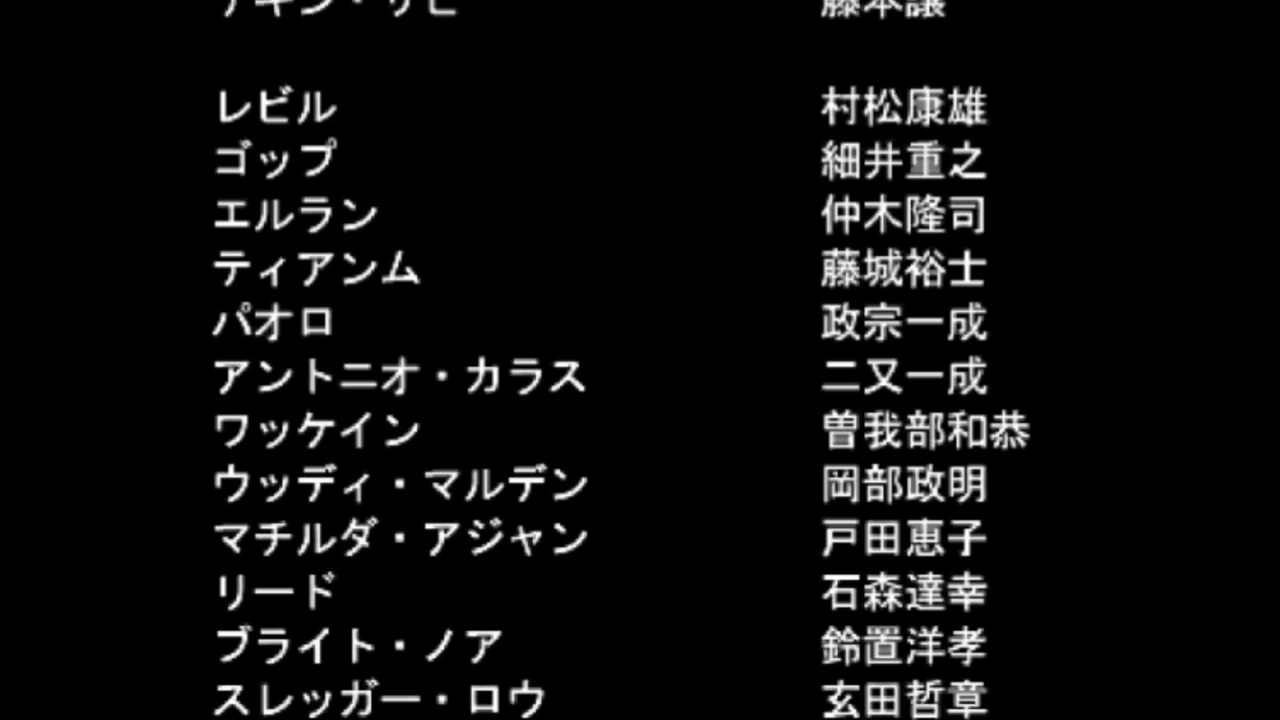 レビル 村松康雄
ゴップ 細井重之
エルラン 仲木隆司
ティアンム 藤城裕士
パオロ 政宗一成
アントニオ・カラス 二又一成
ワッケイン 曽我部和恭
ウッディ・マルデン 岡部政明
マチルダ・アジャン 戸田恵子
リード 石森達幸
ブライト・ノア 鈴置洋孝
スレッガー・ロウ 玄田哲章